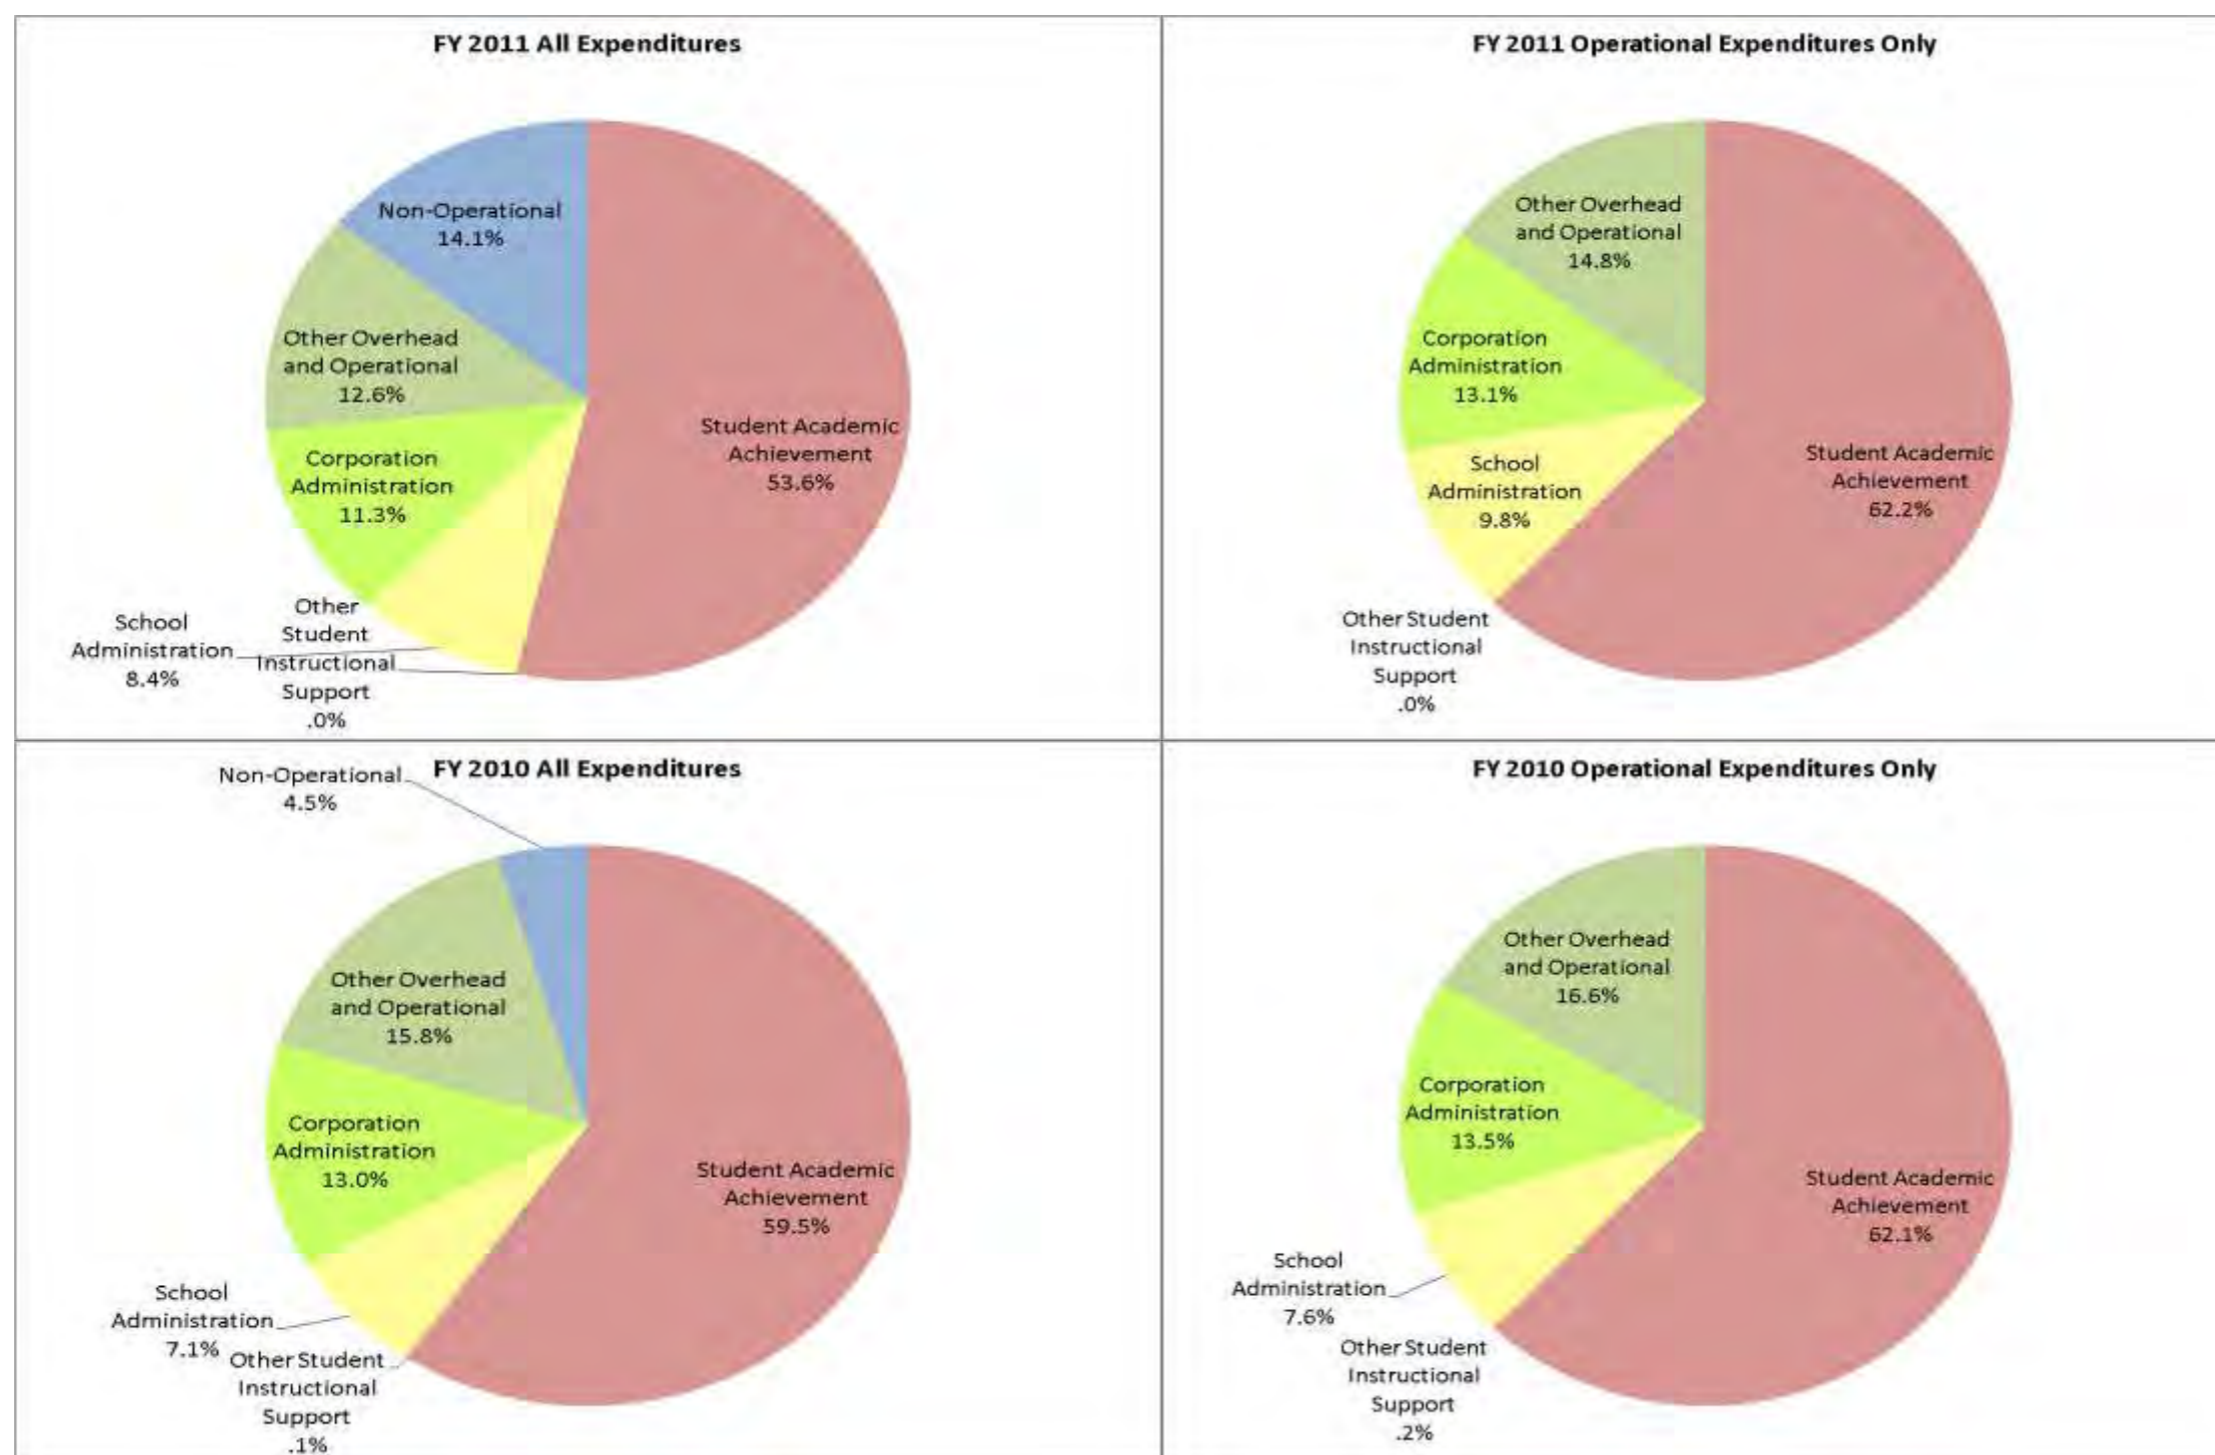 FY 2011 All Expenditures
Non-Operational
14.1%
Other Overhead
and Operational
12.6%
Corporation
Administration
11.3%
School
Administration
8.4%
Other
Student
Instructional
Support
.0%
Student Academic
Achievement
53.6%
FY 2011 Operational Expenditures Only
Other Overhead
and Operational
14.8%
Corporation
Administration
13.1%
School
Administration
9.8%
Other Student
Instructional
Support
.0%
Student Academic
Achievement
62.2%
FY 2010 All Expenditures
Non-Operational
4.5%
Other Overhead
and Operational
15.8%
Corporation
Administration
13.0%
School
Administration
7.1%
Other Student
Instructional
Support
.1%
Student Academic
Achievement
59.5%
FY 2010 Operational Expenditures Only
Other Overhead
and Operational
16.6%
Corporation
Administration
13.5%
School
Administration
7.6%
Other Student
Instructional
Support
.2%
Student Academic
Achievement
62.1%